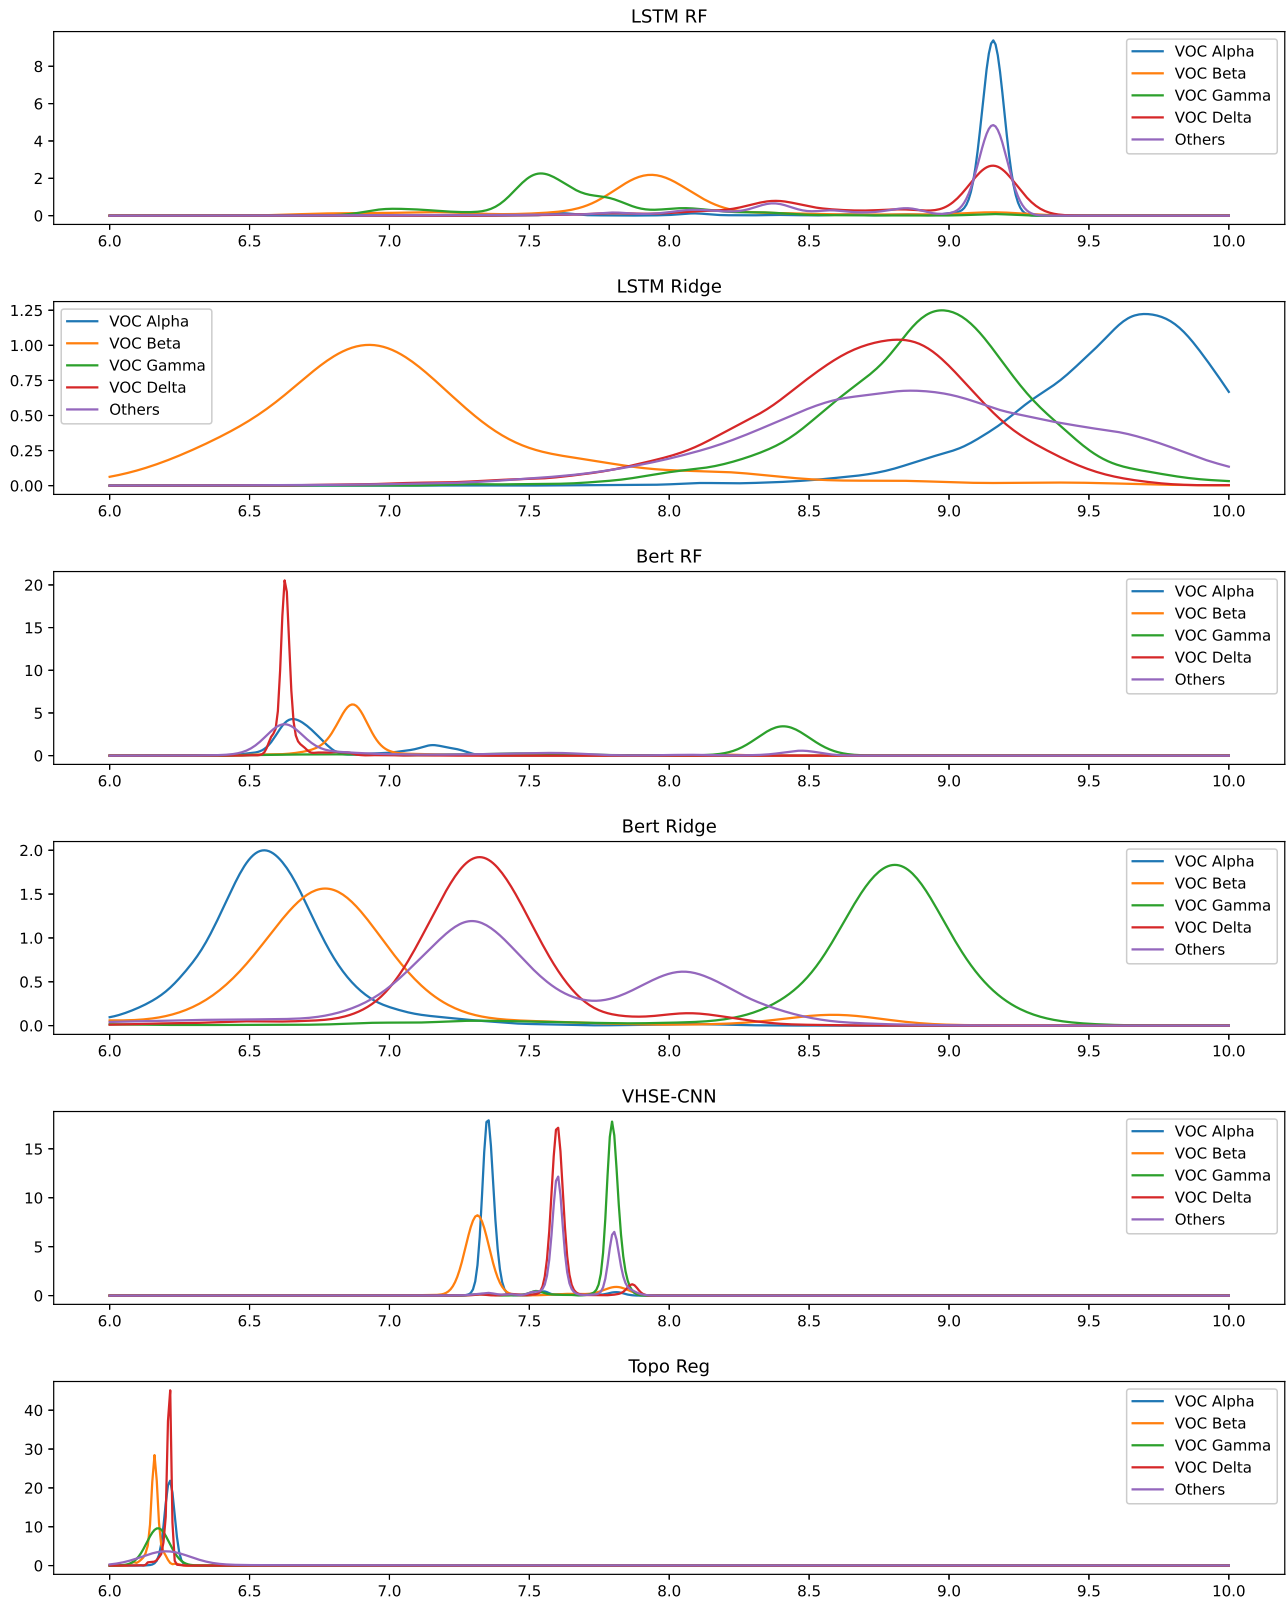 LSTM RF
8
6
4
2
0
6.0 6.5 7.0 7.5 8.0 8.5 9.0 9.5 10.0
VOC Alpha
VOC Beta
VOC Gamma
VOC Delta
Others
LSTM Ridge
1.25
1.00
0.75
0.50
0.25
0.00
6.0 6.5 7.0 7.5 8.0 8.5 9.0 9.5 10.0
VOC Alpha
VOC Beta
VOC Gamma
VOC Delta
Others
Bert RF
20
15
10
5
0
6.0 6.5 7.0 7.5 8.0 8.5 9.0 9.5 10.0
VOC Alpha
VOC Beta
VOC Gamma
VOC Delta
Others
Bert Ridge
2.0
1.5
1.0
0.5
0.0
6.0 6.5 7.0 7.5 8.0 8.5 9.0 9.5 10.0
VOC Alpha
VOC Beta
VOC Gamma
VOC Delta
Others
VHSE-CNN
15
10
5
0
6.0 6.5 7.0 7.5 8.0 8.5 9.0 9.5 10.0
VOC Alpha
VOC Beta
VOC Gamma
VOC Delta
Others
Topo Reg
40
30
20
10
0
6.0 6.5 7.0 7.5 8.0 8.5 9.0 9.5 10.0
VOC Alpha
VOC Beta
VOC Gamma
VOC Delta
Others